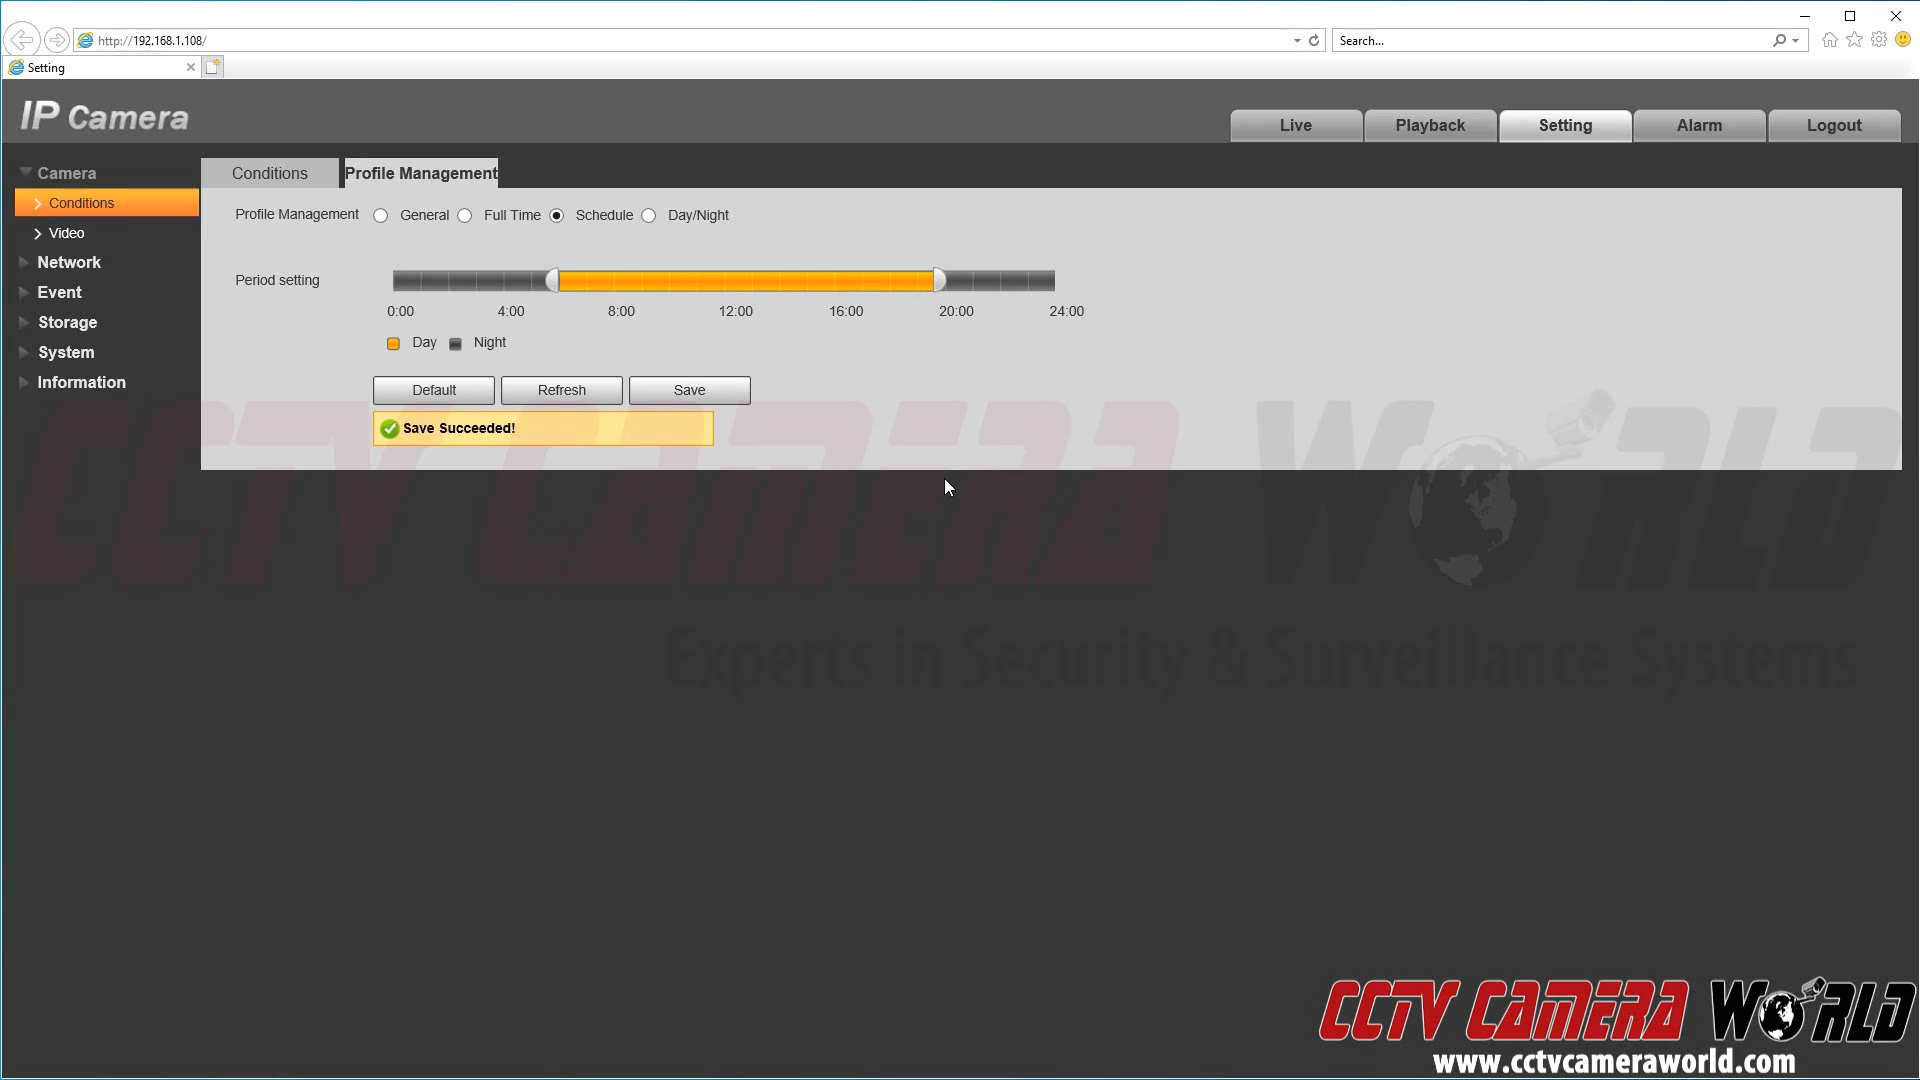 http://192.168.1.108/
Search...
Setting
IP Camera
Live
Playback
Setting
Alarm
Logout
Camera
Conditions
Video
Network
Event
Storage
System
Information
Conditions
Profile Management
Profile Management General Full Time Schedule Day/Night
Period setting
0:00 4:00 8:00 12:00 16:00 20:00 24:00
Day Night
Default Refresh Save
Save Succeeded!
CCTV CAMERA WORLD
Experts in Security & Surveillance Systems
CCTV CAMERA WORLD
www.cctvcameraworld.com